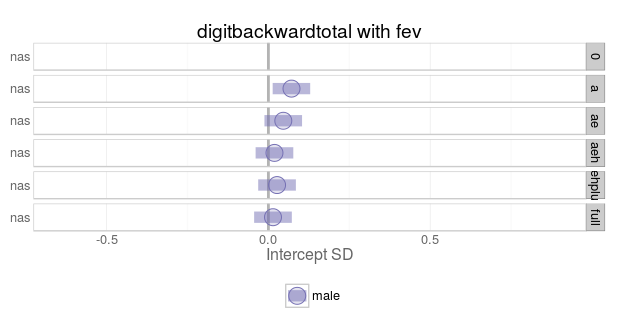 digitbackwardtotal with fev
nas 0
nas a
nas ae
nas aeh
nas ehplu
nas full
-0.5 0.0 0.5
Intercept SD
male